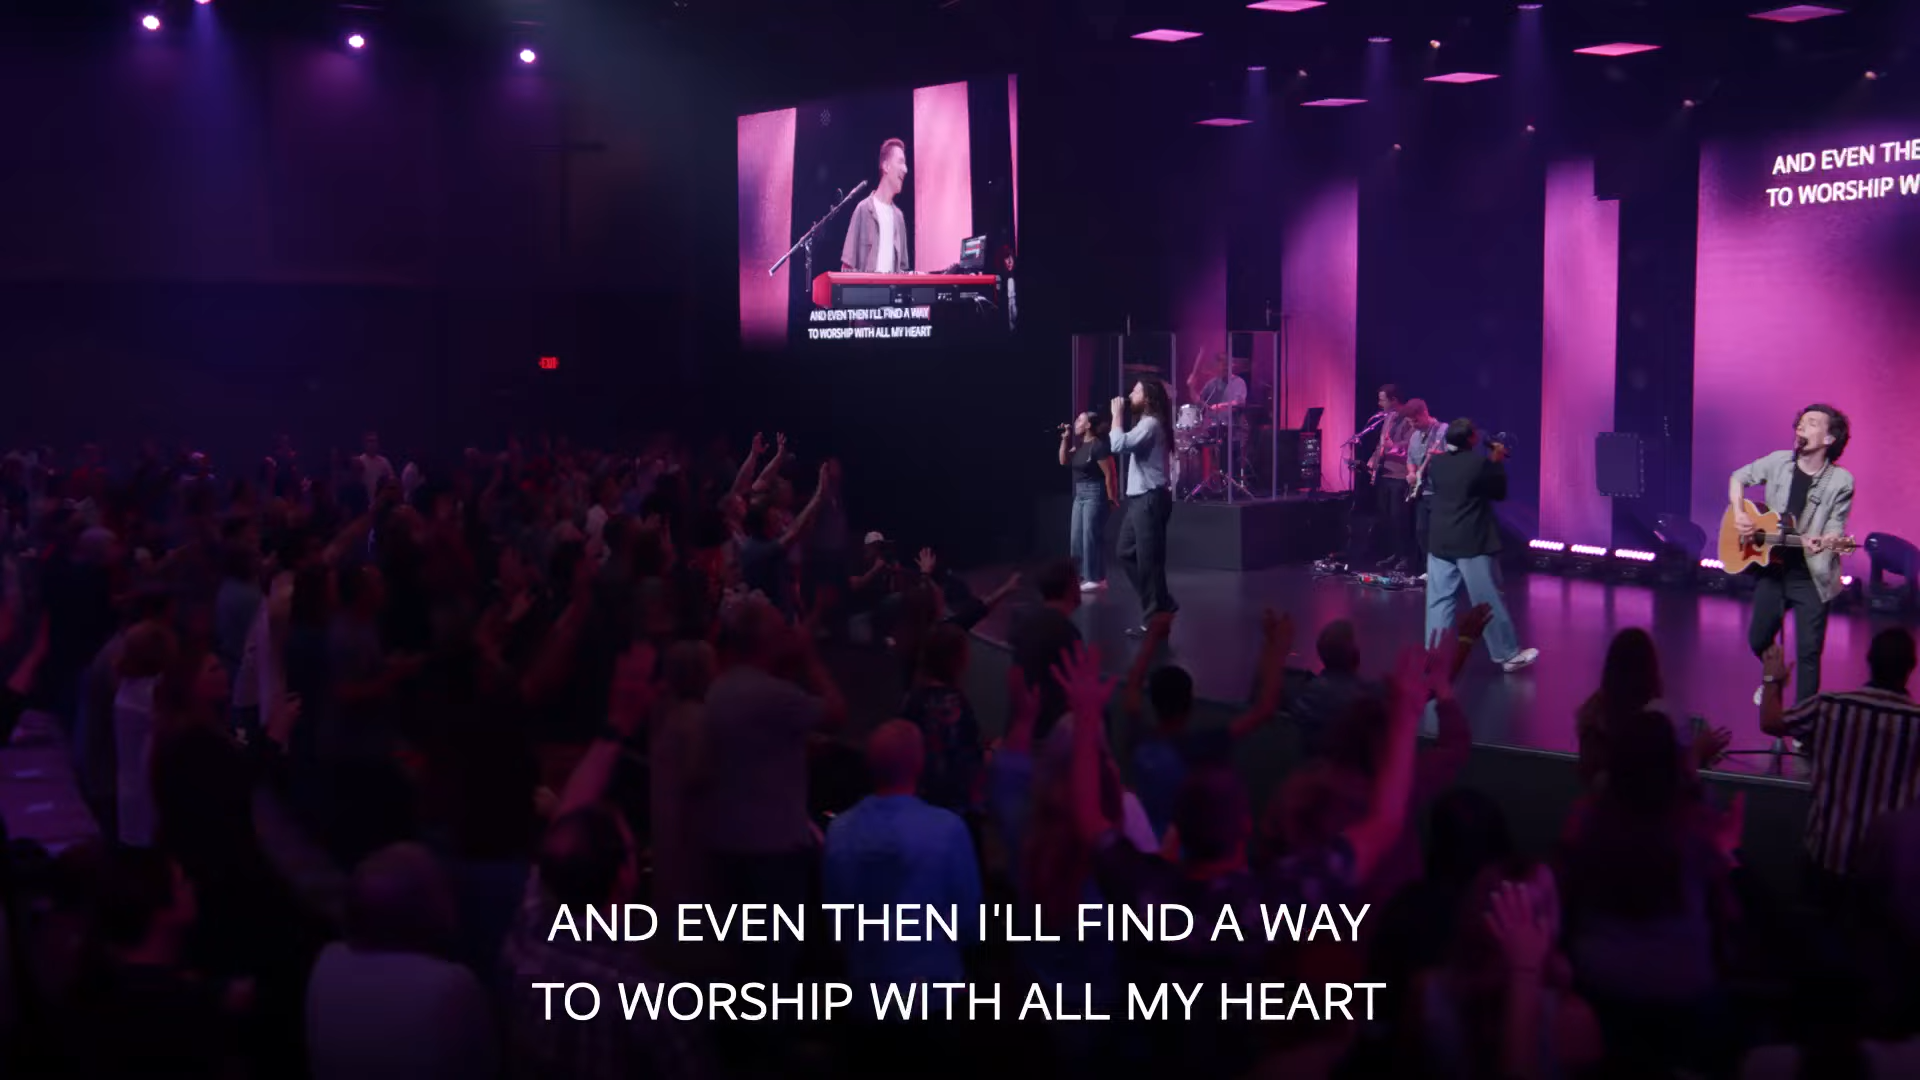 AND EVEN THE
TO WORSHIP W
AND EVEN THEN I'LL FIND A WAY
TO WORSHIP WITH ALL MY HEART
EXIT
AND EVEN THEN I'LL FIND A WAY
TO WORSHIP WITH ALL MY HEART